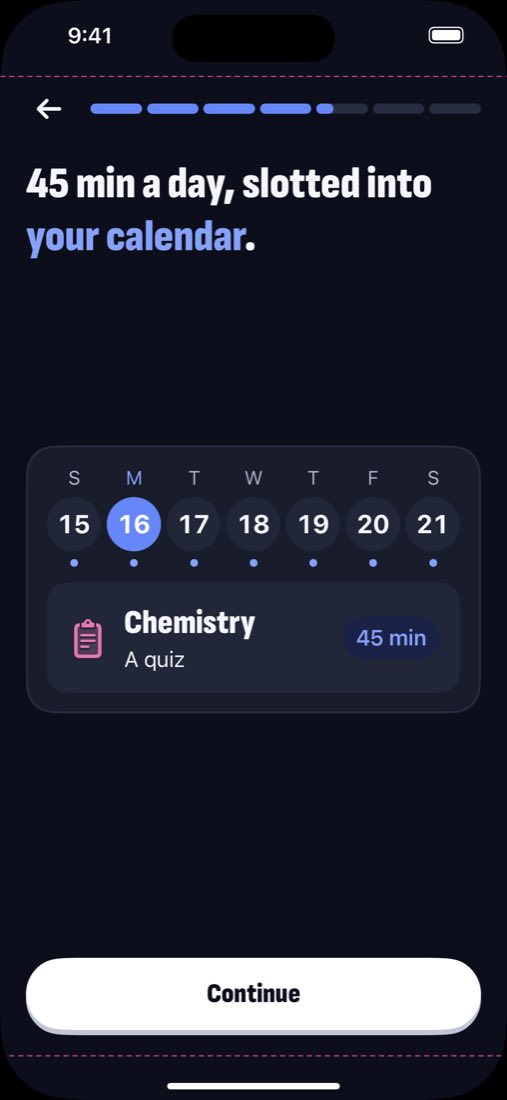 9:41
45 min a day, slotted into
your calendar.
S M T W T F S
15 16 17 18 19 20 21
Chemistry
A quiz
45 min
Continue